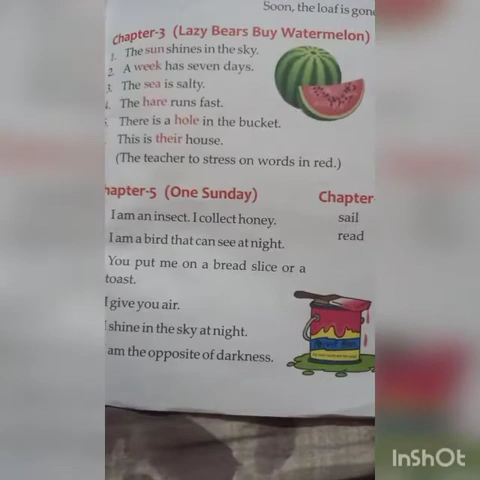 Soon, the loaf is gon
Chapter-3 (Lazy Bears Buy Watermelon)
1. The sun shines in the sky.
2. A week has seven days.
3. The sea is salty.
4. The hare runs fast.
There is a hole in the bucket.
This is their house.
(The teacher to stress on words in red.)
hapter-5 (One Sunday)
I am an insect. I collect honey.
I am a bird that can see at night.
You put me on a bread slice or a
toast.
I give you air.
I shine in the sky at night.
am the opposite of darkness.
Chapter-
sail
read
InShOt